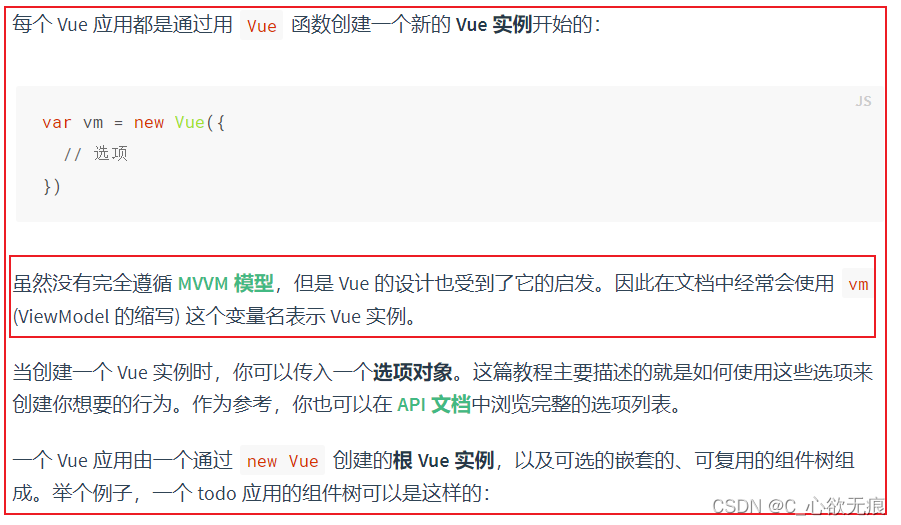 每个 Vue 应用都是通过用 Vue 函数创建一个新的 Vue 实例开始的：
JS
var vm = new Vue({
// 选项
})
虽然没有完全遵循 MVVM 模型，但是 Vue 的设计也受到了它的启发。因此在文档中经常会使用 vm
(ViewModel 的缩写) 这个变量名表示 Vue 实例。
当创建一个 Vue 实例时，你可以传入一个选项对象。这篇教程主要描述的就是如何使用这些选项来
创建你想要的行为。作为参考，你也可以在 API 文档中浏览完整的选项列表。
一个 Vue 应用由一个通过 new Vue 创建的根 Vue 实例，以及可选的嵌套的、可复用的组件树组
成。举个例子，一个 todo 应用的组件树可以是这样的：
CSDN @C_心欲无痕